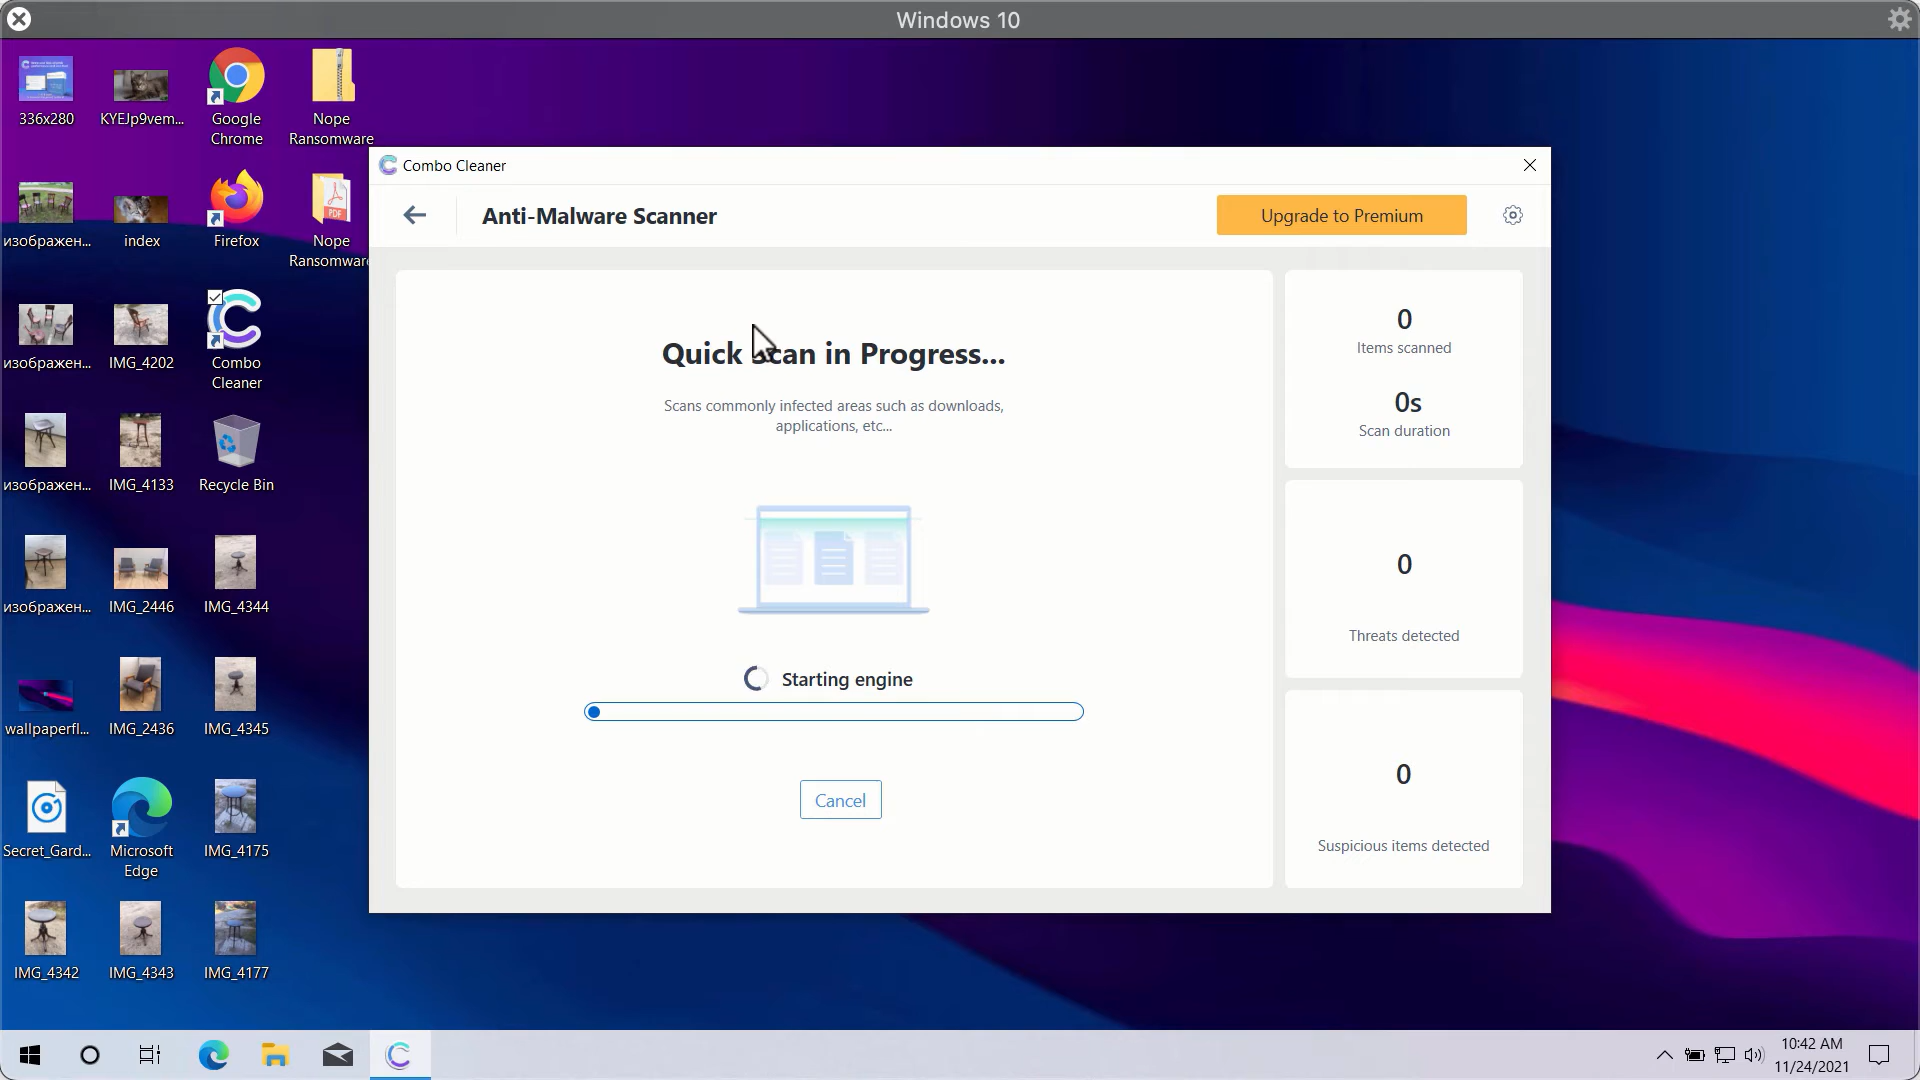 Windows 10
336x280
KYEJp9vem...
Google
Chrome
Nope
Ransomware
изображен...
index
Firefox
Nope
Ransomware
изображен...
IMG_4202
Combo
Cleaner
изображен...
IMG_4133
Recycle Bin
изображен...
IMG_2446
IMG_4344
wallpaperfl...
IMG_2436
IMG_4345
Secret_Gard...
Microsoft
Edge
IMG_4175
IMG_4342
IMG_4343
IMG_4177
Combo Cleaner
Anti-Malware Scanner
Upgrade to Premium
Quick Scan in Progress...
Scans commonly infected areas such as downloads,
applications, etc...
Starting engine
Cancel
0
Items scanned
0s
Scan duration
0
Threats detected
0
Suspicious items detected
10:42 AM
11/24/2021